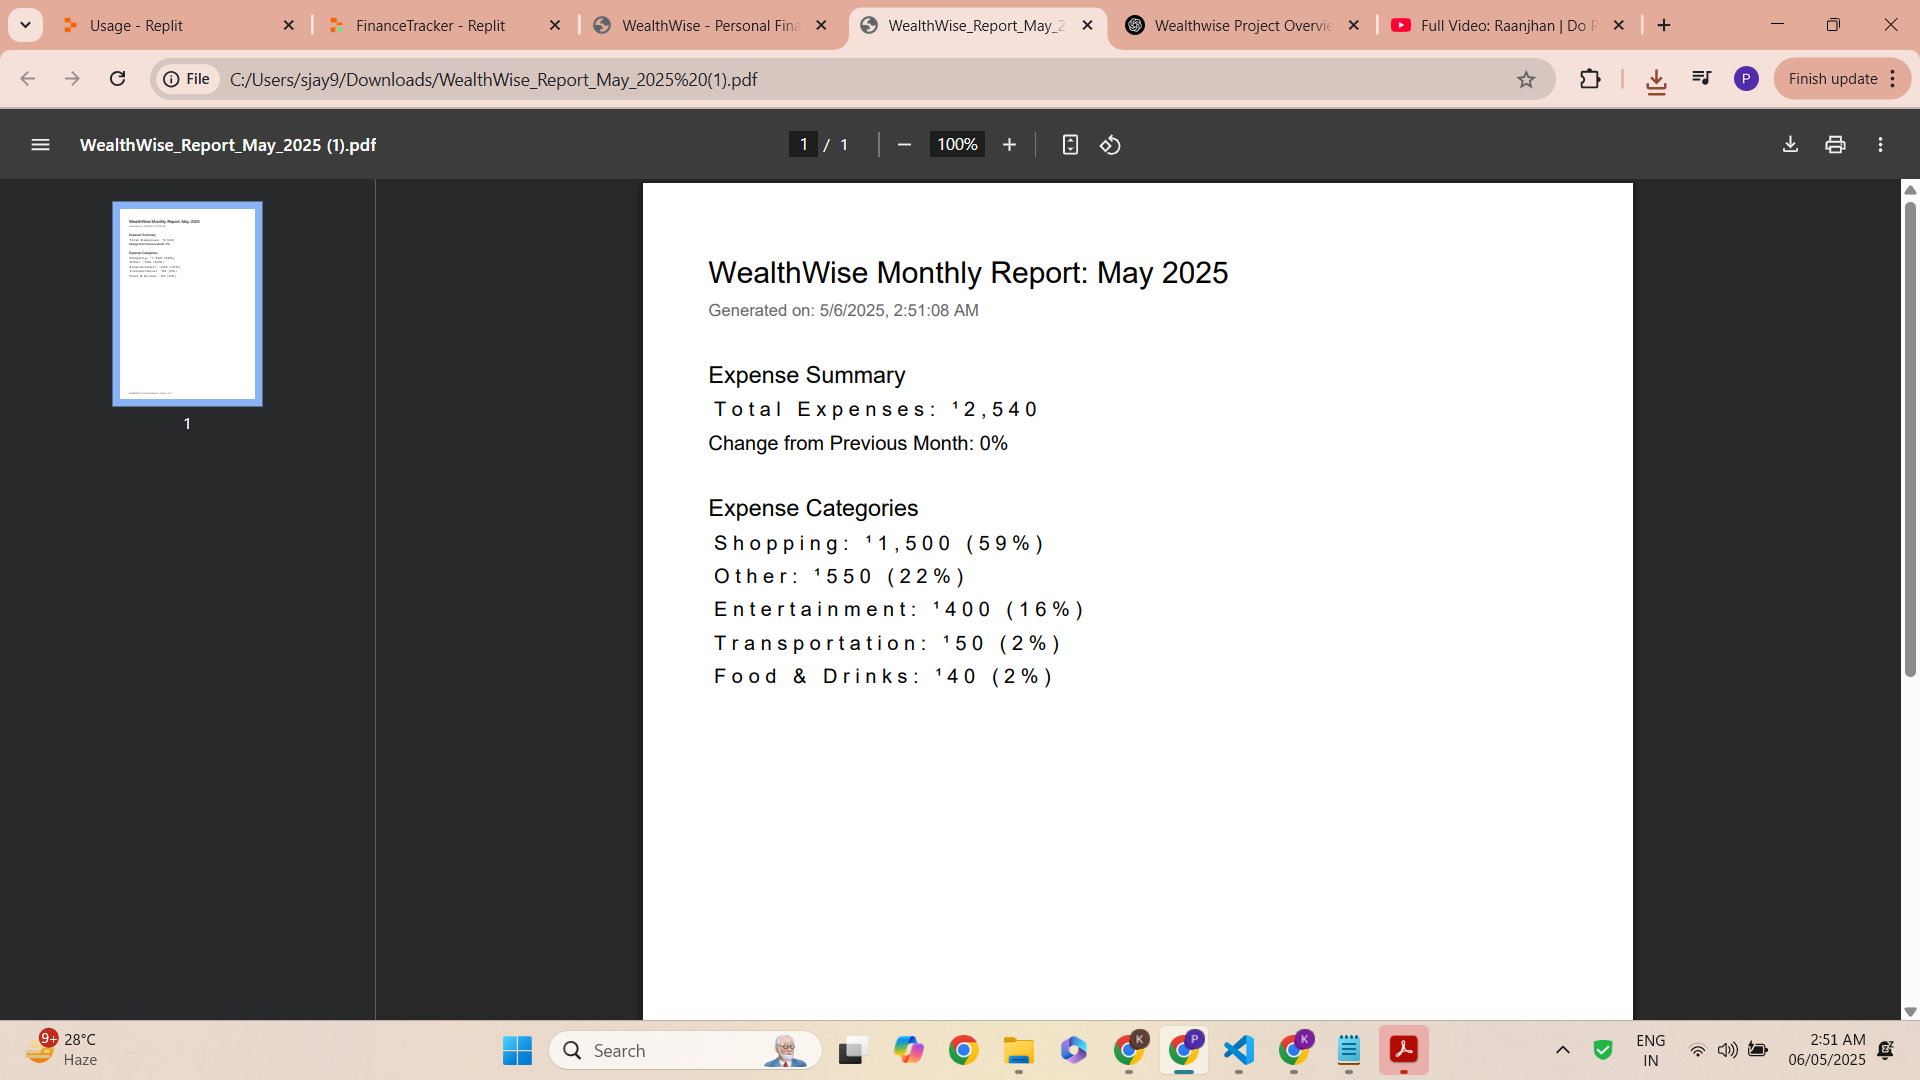 Usage - Replit
FinanceTracker - Replit
WealthWise - Personal Fina
WealthWise_Report_May_2
Wealthwise Project Overvie
Full Video: Raanjhan | Do P
File
C:/Users/sjay9/Downloads/WealthWise_Report_May_2025%20(1).pdf
P
Finish update
WealthWise_Report_May_2025 (1).pdf
1 / 1
100%
1
WealthWise Monthly Report: May 2025
Generated on: 5/6/2025, 2:51:08 AM
Expense Summary
Total Expenses: ¹2,540
Change from Previous Month: 0%
Expense Categories
Shopping: ¹1,500 (59%)
Other: ¹550 (22%)
Entertainment: ¹400 (16%)
Transportation: ¹50 (2%)
Food & Drinks: ¹40 (2%)
9+
28°C
Haze
Search
K
P
K
ENG
IN
2:51 AM
06/05/2025